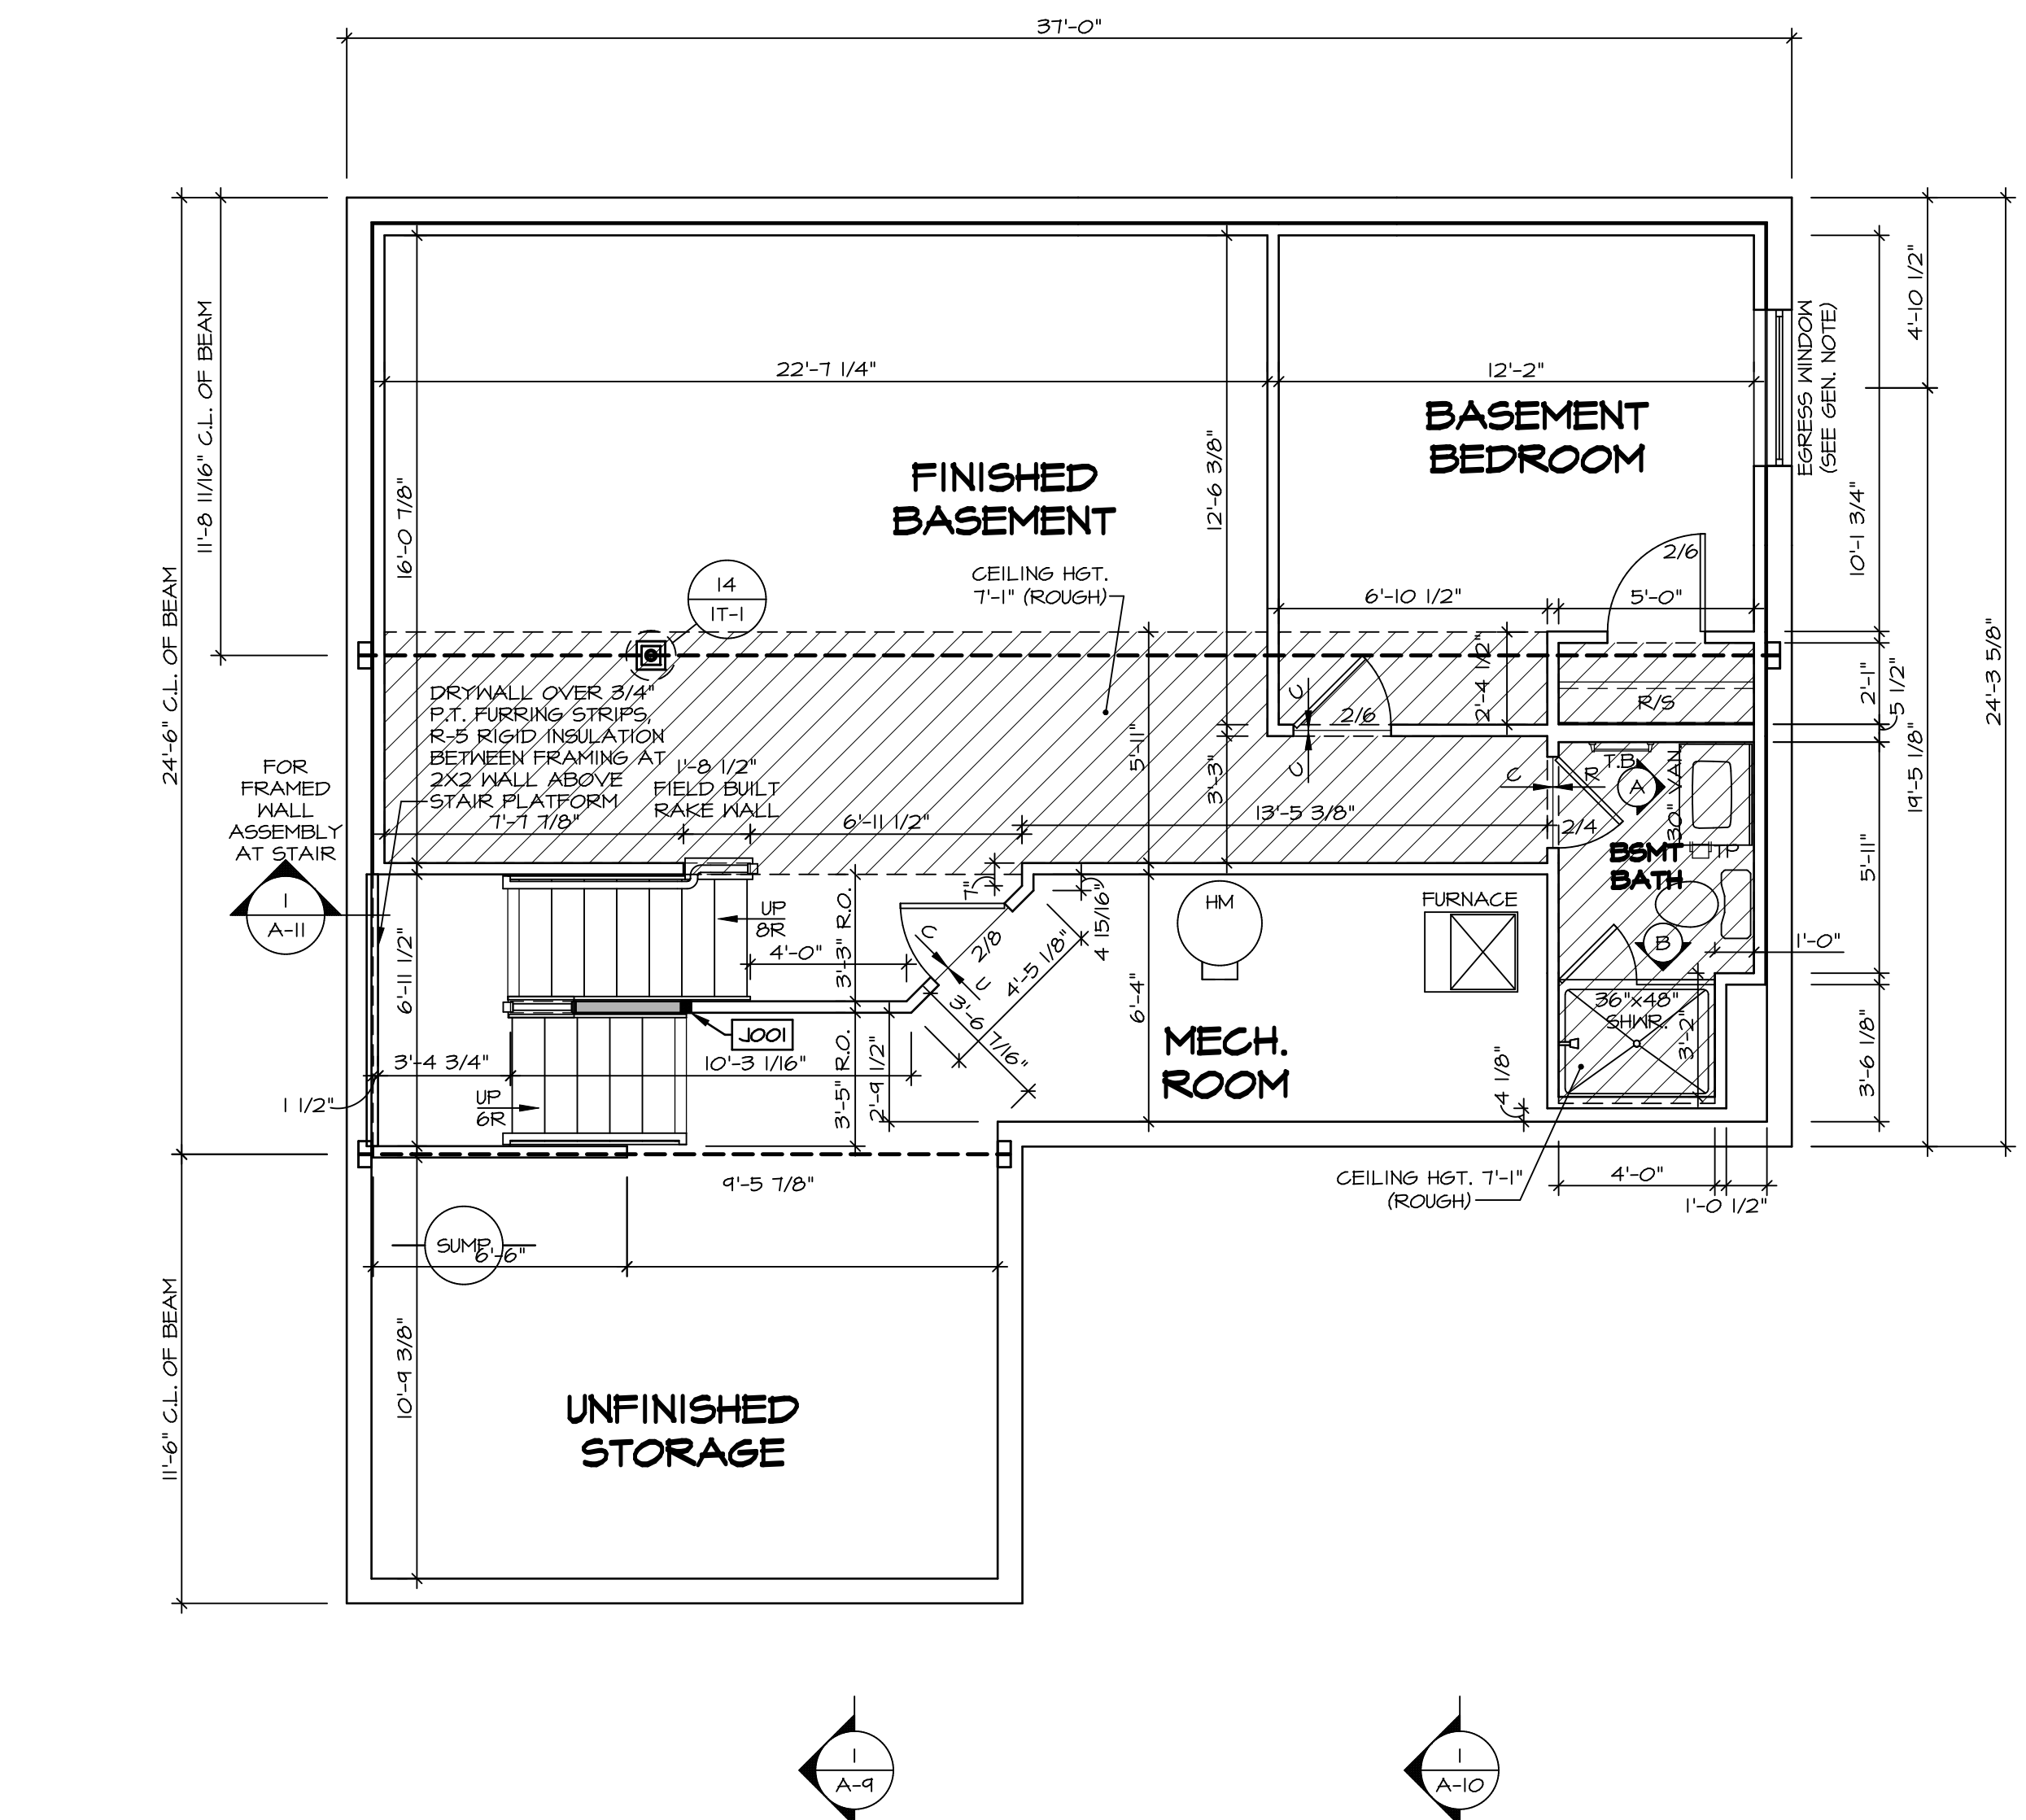 37'-0"
11'-8 11/16" C.L. OF BEAM
24'-6" C.L. OF BEAM
11'-6" C.L. OF BEAM
22'-7 1/4"
12'-2"
BASEMENT
BEDROOM
FINISHED
BASEMENT
16'-0 7/8"
12'-6 3/8"
CEILING HGT.
7'-1" (ROUGH)
14
1T-1
EGRESS WINDOW
(SEE GEN. NOTE)
4'-10 1/2"
10'-1 3/4"
24'-3 5/8"
19'-5 1/8"
2'-1"
5 1/2"
5'-11"
3'-6 1/8"
2/6
6'-10 1/2"
5'-0"
2'-4 1/2"
R/S
C
2/6
C
5'-11"
3'-3"
13'-5 3/8"
DRYWALL OVER 3/4"
P.T. FURRING STRIPS,
R-5 RIGID INSULATION
BETWEEN FRAMING AT
2X2 WALL ABOVE
STAIR PLATFORM
1'-8 1/2"
FIELD BUILT
RAKE WALL
7'-7 7/8"
6'-11 1/2"
FOR
FRAMED
WALL
ASSEMBLY
AT STAIR
1
A-11
T.B.
C
R
A
30" VAN
2/4
BSMT
BATH
TP
B
1'-0"
36"x48"
SHWR.
3'-2"
UP
8R
4'-0"
3'-3" R.O.
7"
4 15/16"
C
2/8
C
4'-5 1/8"
3'-6 7/16"
HM
FURNACE
6'-4"
MECH.
ROOM
6'-11 1/2"
J001
3'-4 3/4"
10'-3 1/16"
3'-5" R.O.
2'-9 1/2"
1 1/2"
UP
6R
4 1/8"
CEILING HGT. 7'-1"
(ROUGH)
4'-0"
1'-0 1/2"
9'-5 7/8"
SUMP
6'-6"
10'-9 3/8"
UNFINISHED
STORAGE
1
A-9
1
A-10